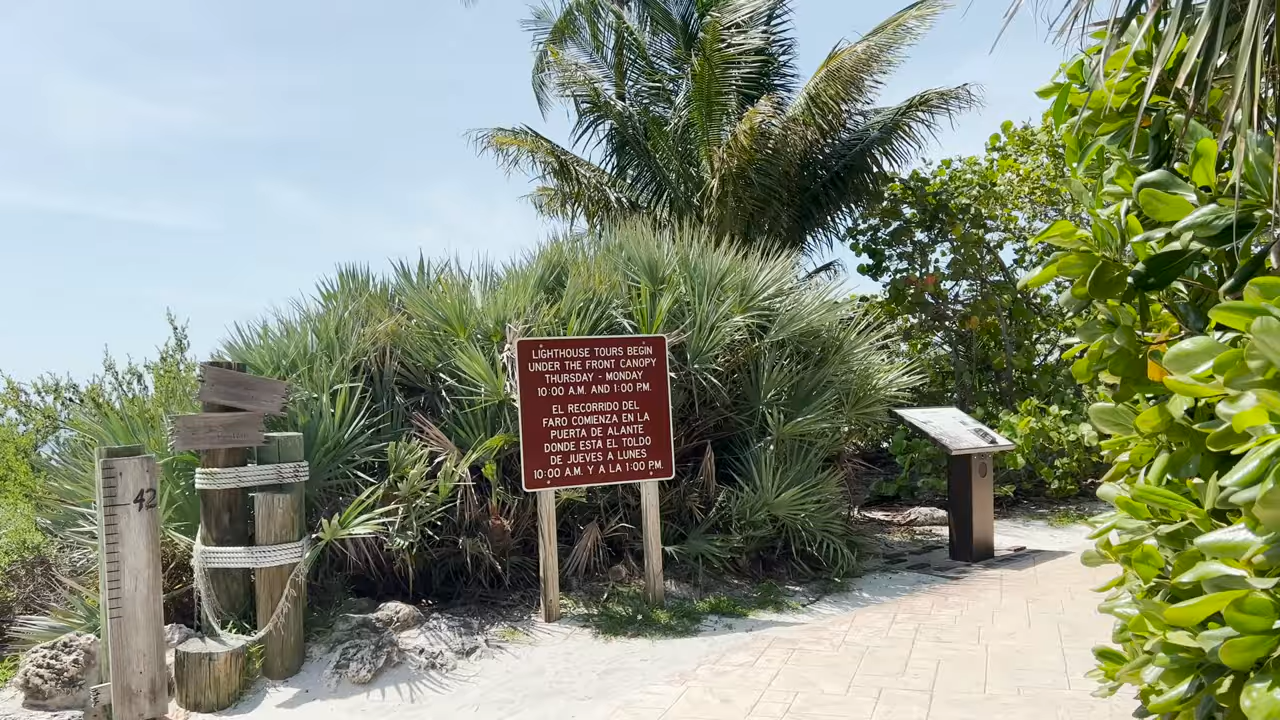 LIGHTHOUSE TOURS BEGIN
UNDER THE FRONT CANOPY
THURSDAY - MONDAY
10:00 A.M. AND 1:00 P.M.
EL RECORRIDO DEL
FARO COMIENZA EN LA
PUERTA DE ALANTE
DONDE ESTA EL TOLDO
DE JUEVES A LUNES
10:00 A.M. Y A LA 1:00 P.M.
42